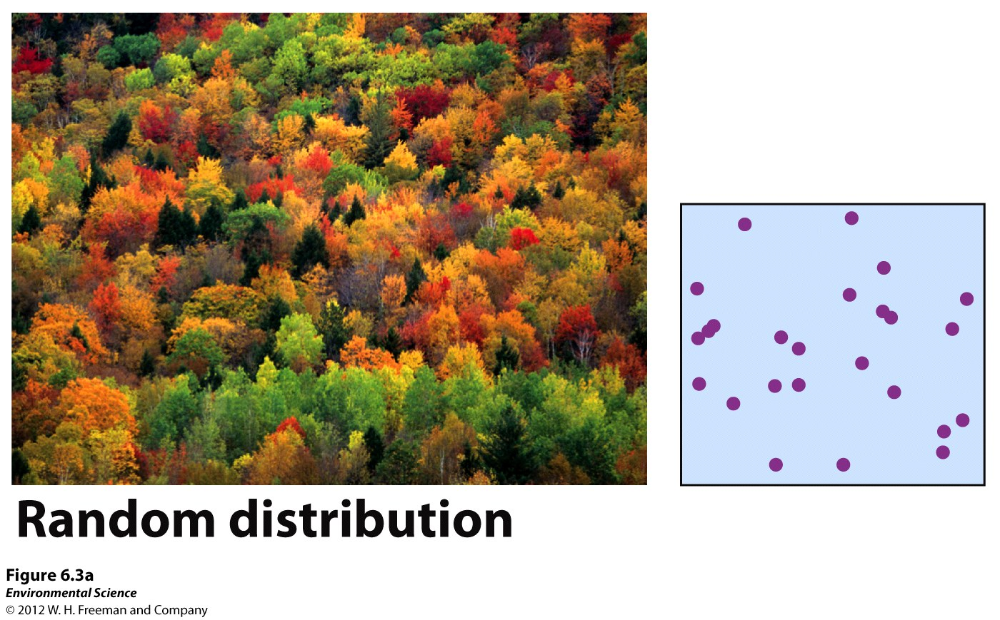 Random distribution
Figure 6.3a
Environmental Science
© 2012 W. H. Freeman and Company